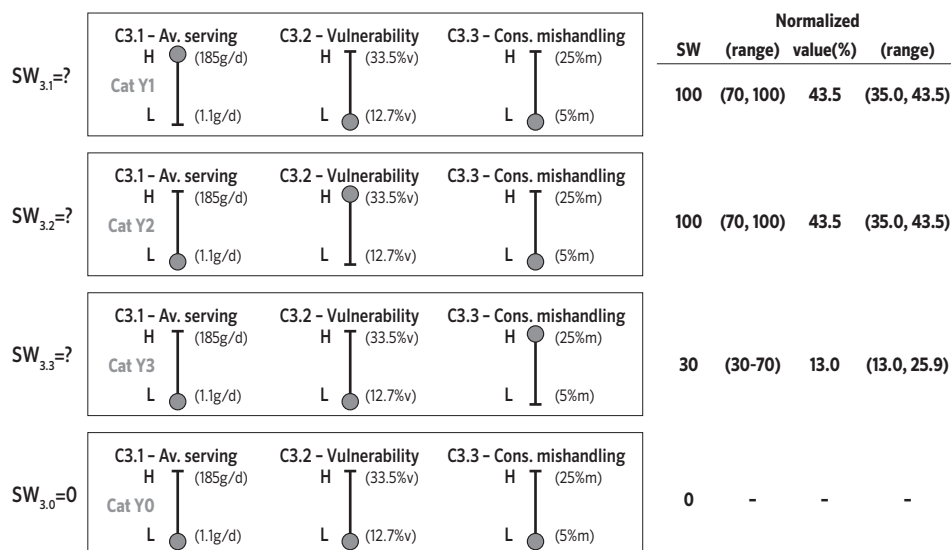 Normalized
SW (range) value(%) (range)
SW3.1=?
C3.1 – Av. serving C3.2 – Vulnerability C3.3 – Cons. mishandling
H (185g/d) H (33.5%v) H (25%m)
Cat Y1
L (1.1g/d) L (12.7%v) L (5%m)
100 (70, 100) 43.5 (35.0, 43.5)
SW3.2=?
C3.1 – Av. serving C3.2 – Vulnerability C3.3 – Cons. mishandling
H (185g/d) H (33.5%v) H (25%m)
Cat Y2
L (1.1g/d) L (12.7%v) L (5%m)
100 (70, 100) 43.5 (35.0, 43.5)
SW3.3=?
C3.1 – Av. serving C3.2 – Vulnerability C3.3 – Cons. mishandling
H (185g/d) H (33.5%v) H (25%m)
Cat Y3
L (1.1g/d) L (12.7%v) L (5%m)
30 (30-70) 13.0 (13.0, 25.9)
SW3.0=0
C3.1 – Av. serving C3.2 – Vulnerability C3.3 – Cons. mishandling
H (185g/d) H (33.5%v) H (25%m)
Cat Y0
L (1.1g/d) L (12.7%v) L (5%m)
0 – – –